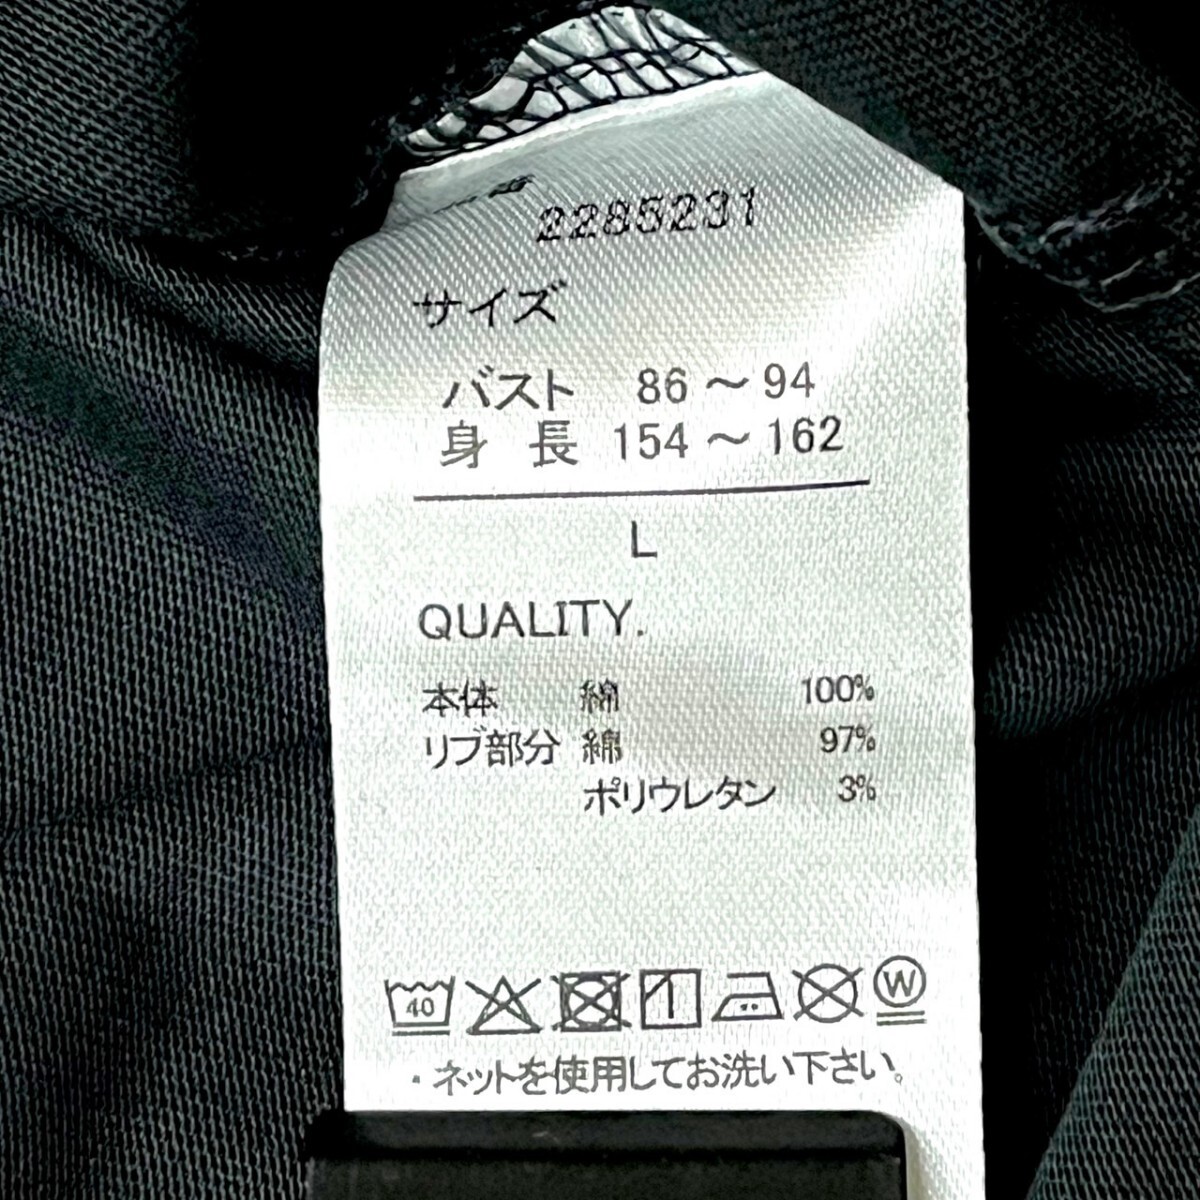 2285231
サイズ
バスト 86～94
身 長 154～162
L
QUALITY.
本体 綿 100%
リブ部分 綿 97%
ポリウレタン 3%
40 W
・ネットを使用してお洗い下さい。